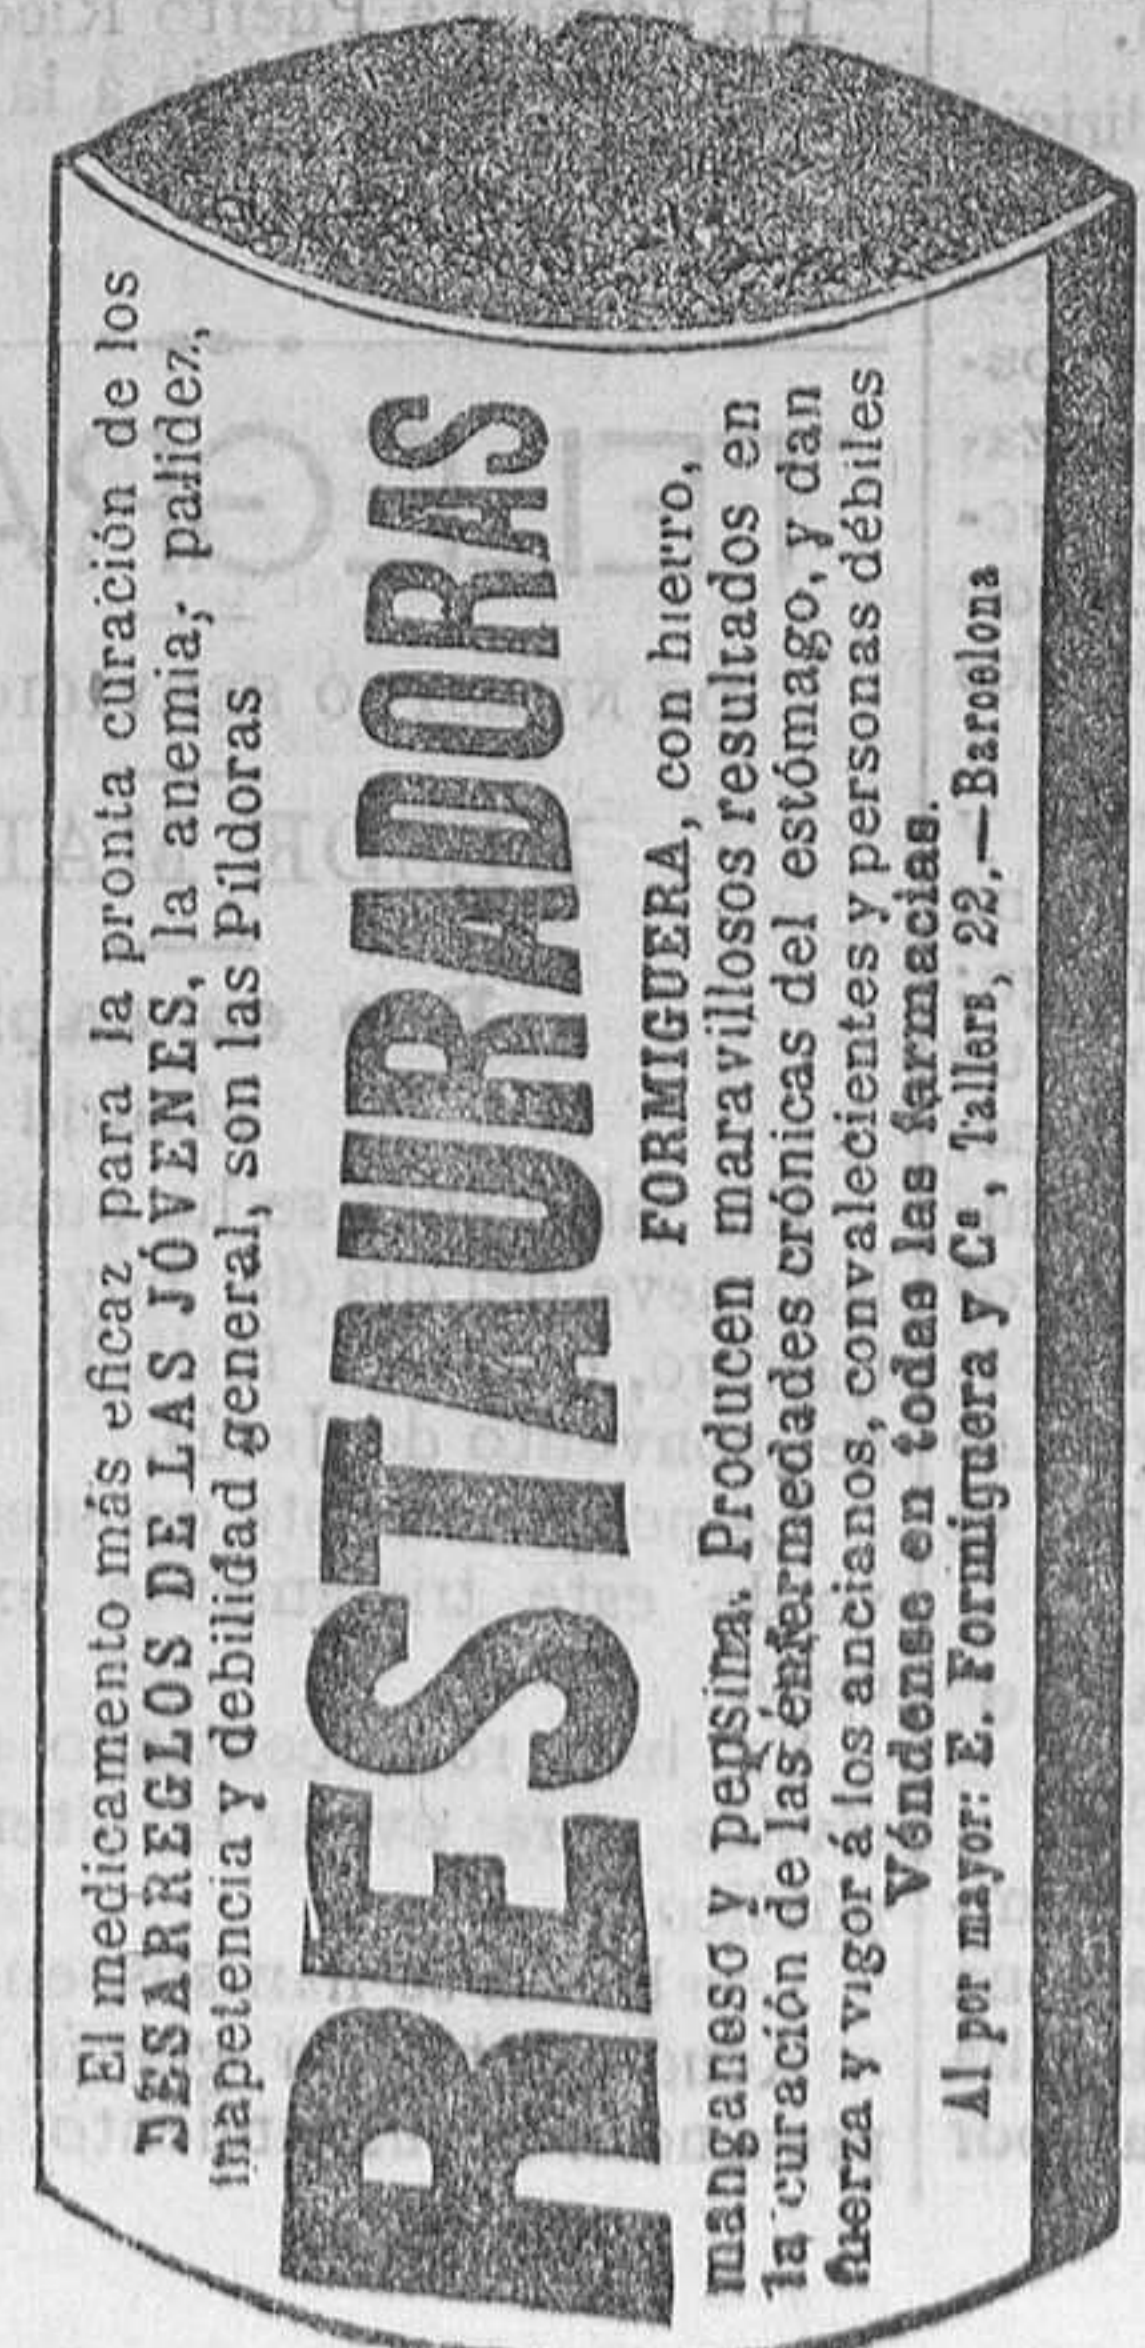 El medicamento más eficaz para la pronta curación de los
DESARREGLOS DE LAS JÓVENES, la anemia, palidez,
inapetencia y debilidad general, son las Píldoras
RESTAURADORAS
FORMIGUERA, con hierro,
manganeso y pepsina. Producen maravillosos resultados en
la curación de las enfermedades crónicas del estómago, y dan
fuerza y vigor á los ancianos, convalecientes y personas débiles
Véndense en todas las farmacias.
Al por mayor: E. Formiguera y Cª, Tallers, 22,—Barcelona